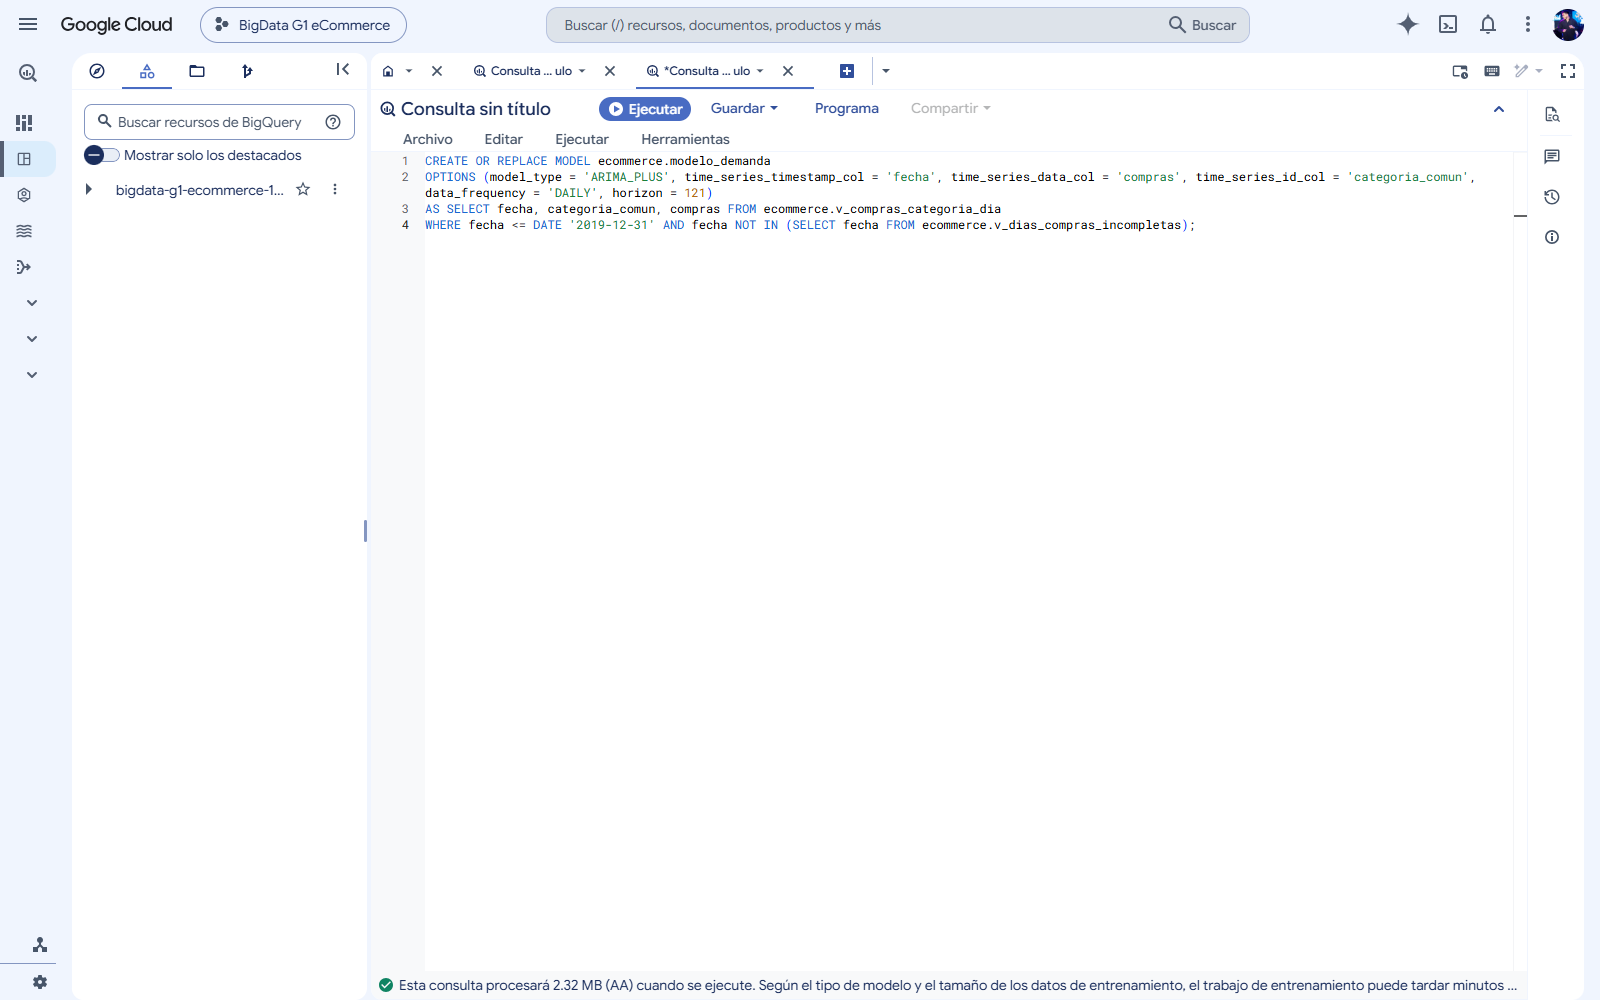 Google Cloud
BigData G1 eCommerce
Buscar (/) recursos, documentos, productos y más
Buscar
Consulta ... ulo
*Consulta ... ulo
Buscar recursos de BigQuery
Mostrar solo los destacados
bigdata-g1-ecommerce-1...
Consulta sin título
Ejecutar
Guardar
Programa
Compartir
Archivo
Editar
Ejecutar
Herramientas
1 CREATE OR REPLACE MODEL ecommerce.modelo_demanda
2 OPTIONS (model_type = 'ARIMA_PLUS', time_series_timestamp_col = 'fecha', time_series_data_col = 'compras', time_series_id_col = 'categoria_comun',
data_frequency = 'DAILY', horizon = 121)
3 AS SELECT fecha, categoria_comun, compras FROM ecommerce.v_compras_categoria_dia
4 WHERE fecha <= DATE '2019-12-31' AND fecha NOT IN (SELECT fecha FROM ecommerce.v_dias_compras_incompletas);
Esta consulta procesará 2.32 MB (AA) cuando se ejecute. Según el tipo de modelo y el tamaño de los datos de entrenamiento, el trabajo de entrenamiento puede tardar minutos ...